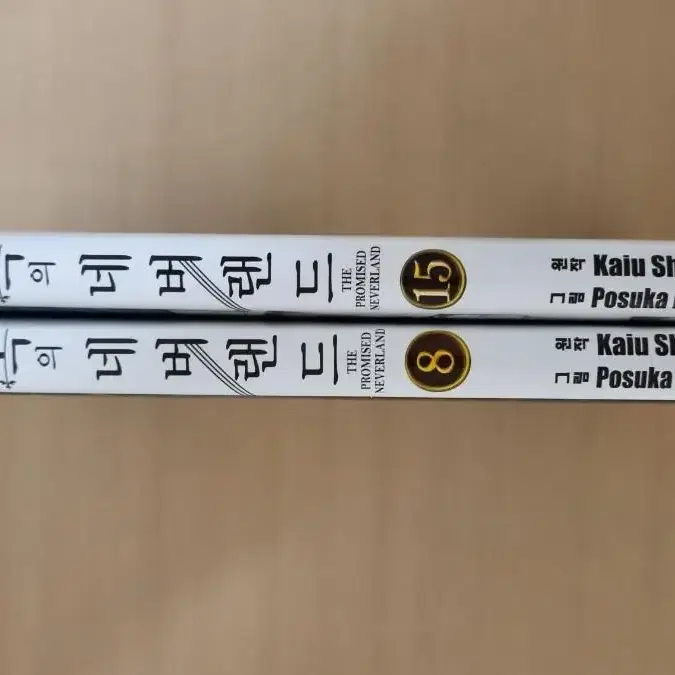 의 네버랜드
THE
PROMISED
NEVERLAND
15
원작 Kaiu
그림 Posuka
의 네버랜드
THE
PROMISED
NEVERLAND
8
원작 Kaiu
그림 Posuka